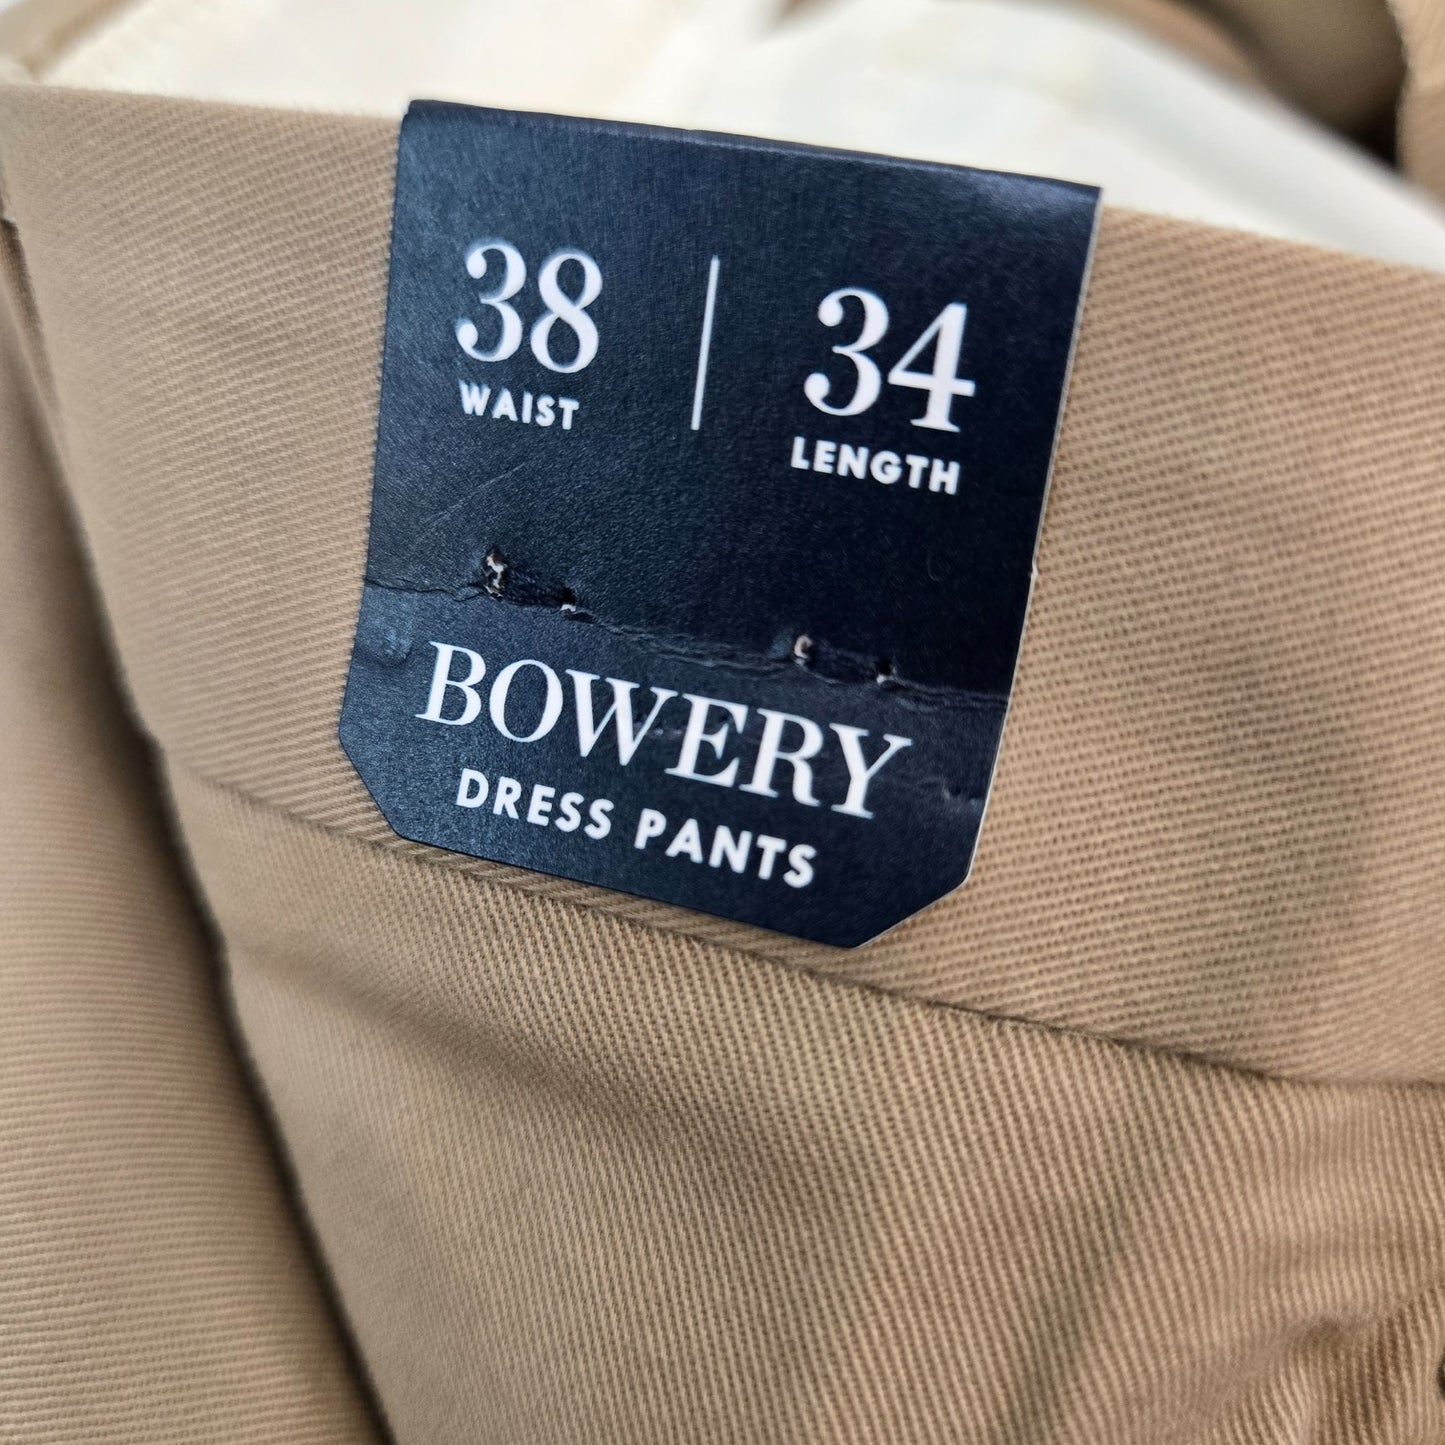 38 | 34
WAIST LENGTH
BOWERY
DRESS PANTS